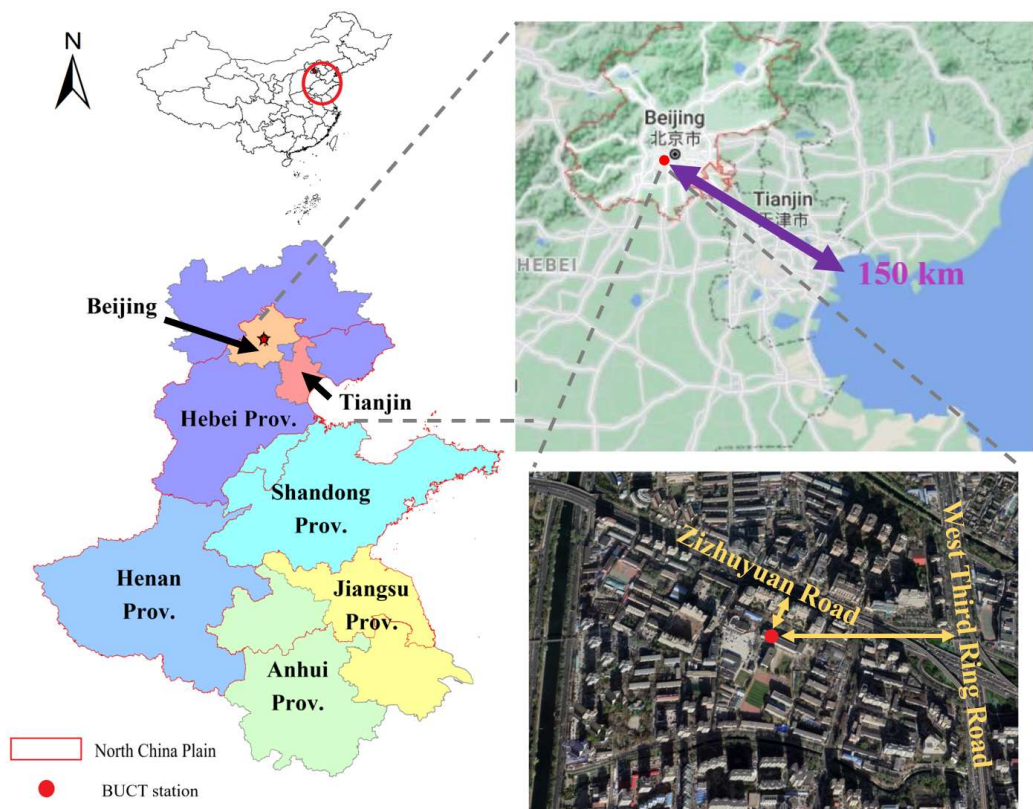 N
Beijing
北京市
Tianjin
天津市
HEBEI
150 km
Beijing
Tianjin
Hebei Prov.
Shandong
Prov.
Henan
Prov.
Jiangsu
Prov.
Anhui
Prov.
Zizhuyuan Road
West Third Ring Road
North China Plain
BUCT station